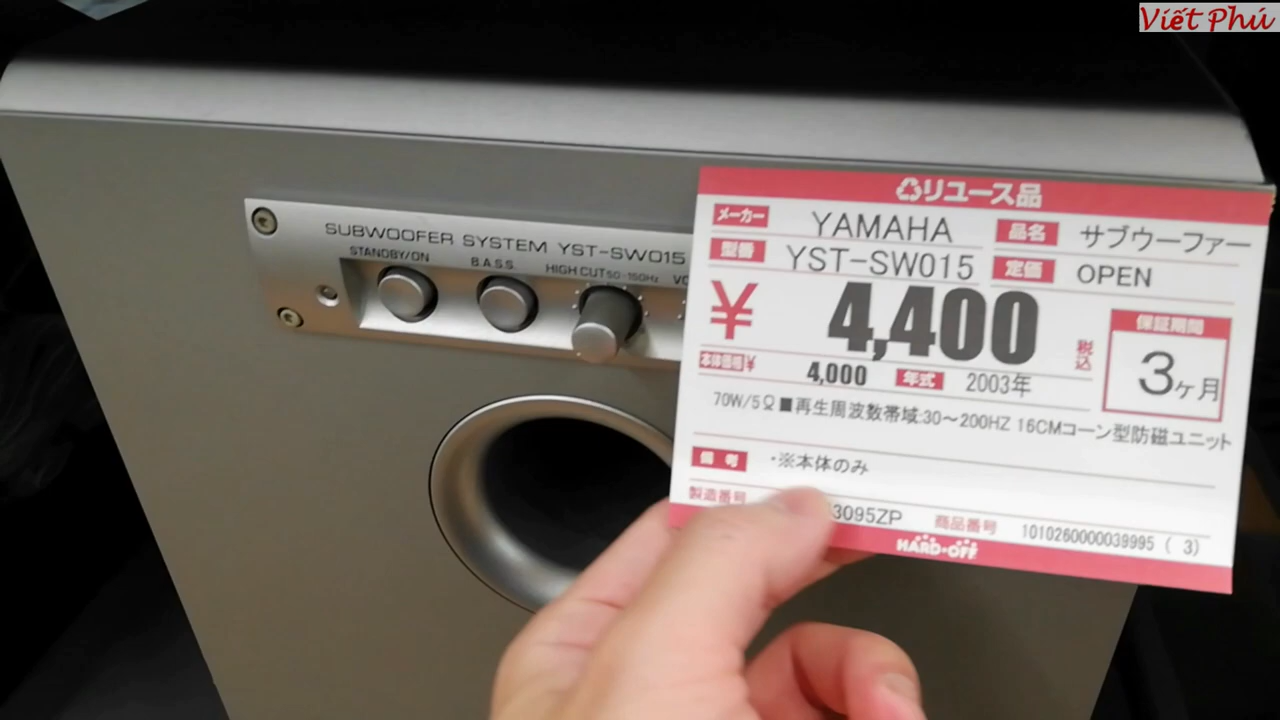 Việt Phú
SUBWOOFER SYSTEM YST-SW015
STANDBY/ON
B.A.S.S.
HIGH CUT 50-150Hz
リユース品
メーカー YAMAHA 品名 サブウーファー
型番 YST-SW015 定価 OPEN
¥ 4,400 税込
保証期間
3ヶ月
本体価格¥ 4,000 年式 2003年
70W/5Ω■再生周波数帯域:30～200HZ 16CMコーン型防磁ユニット
備考 ・※本体のみ
製造番号 3095ZP 商品番号 1010260000039995 ( 3)
HARD・OFF